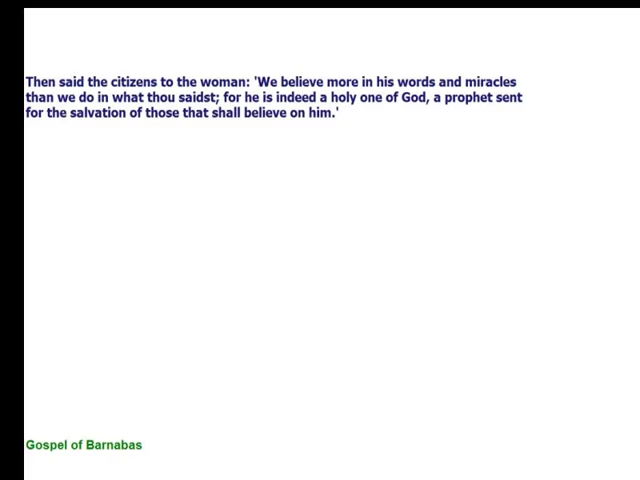 Then said the citizens to the woman: 'We believe more in his words and miracles
than we do in what thou saidst; for he is indeed a holy one of God, a prophet sent
for the salvation of those that shall believe on him.'
Gospel of Barnabas